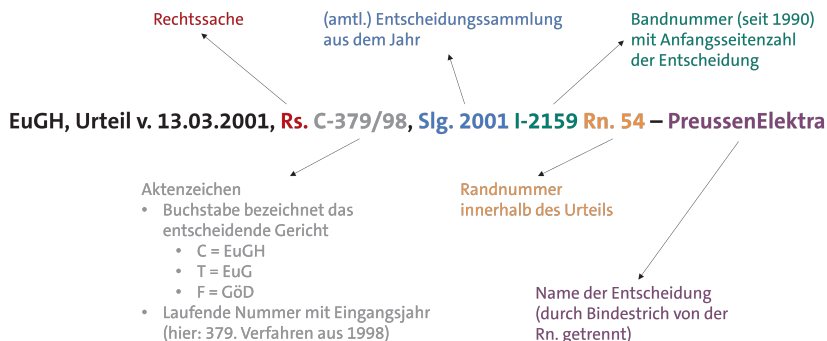 Rechtssache
(amtl.) Entscheidungssammlung
aus dem Jahr
Bandnummer (seit 1990)
mit Anfangsseitenzahl
der Entscheidung
EuGH, Urteil v. 13.03.2001, Rs. C-379/98, Slg. 2001 I-2159 Rn. 54 – PreussenElektra
Aktenzeichen
• Buchstabe bezeichnet das
entscheidende Gericht
• C = EuGH
• T = EuG
• F = GöD
• Laufende Nummer mit Eingangsjahr
(hier: 379. Verfahren aus 1998)
Randnummer
innerhalb des Urteils
Name der Entscheidung
(durch Bindestrich von der
Rn. getrennt)